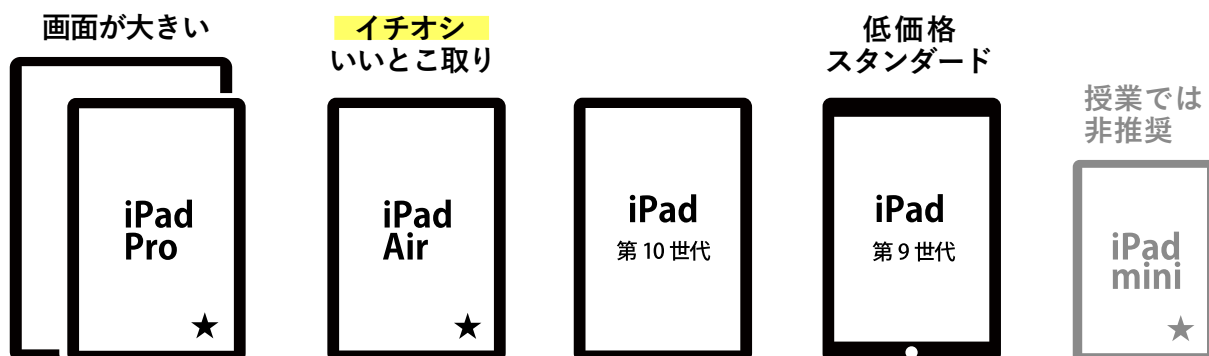 画面が大きい
iPad
Pro
★
イチオシ
いいとこ取り
iPad
Air
★
iPad
第10世代
低価格
スタンダード
iPad
第9世代
授業では
非推奨
iPad
mini
★